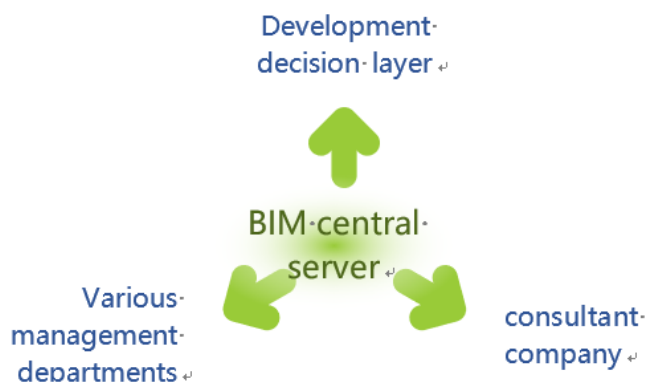 Development
decision layer
BIM central
server
Various
management
departments
consultant
company